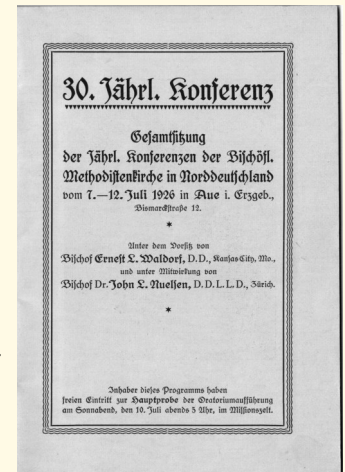 30. Jährl. Konferenz
Gesamtsitzung
der Jährl. Konferenzen der Bischöfl.
Methodistenkirche in Norddeutschland
vom 7.—12. Juli 1926 in Aue i. Erzgeb.,
Bismarckstraße 12.
*
Unter dem Vorsitz von
Bischof Ernest L. Waldorf, D.D., Kansas City, Mo.,
und unter Mitwirkung von
Bischof Dr. John L. Nuelsen, D.D.L.L.D., Zürich.
*
Inhaber dieses Programms haben
freien Eintritt zur Hauptprobe der Oratoriumaufführung
am Sonnabend, den 10. Juli abends 5 Uhr, im Missionszelt.